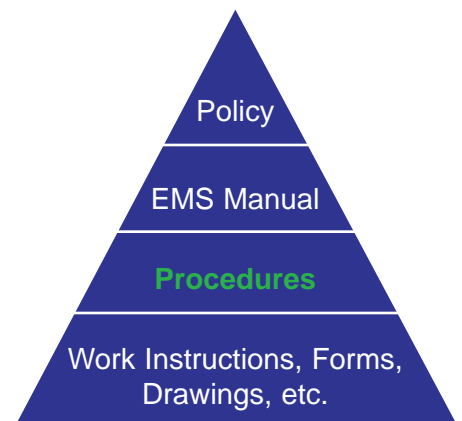 Policy
EMS Manual
Procedures
Work Instructions, Forms,
Drawings, etc.